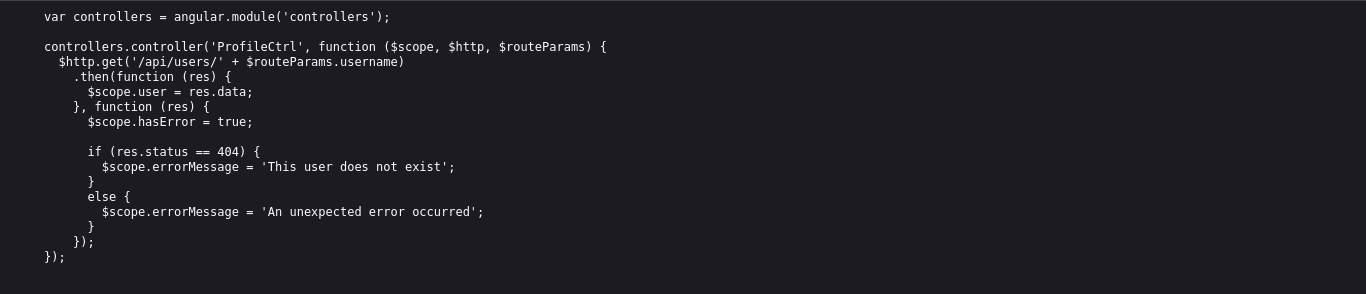 var controllers = angular.module('controllers');

controllers.controller('ProfileCtrl', function ($scope, $http, $routeParams) {
  $http.get('/api/users/' + $routeParams.username)
    .then(function (res) {
      $scope.user = res.data;
    }, function (res) {
      $scope.hasError = true;

      if (res.status == 404) {
        $scope.errorMessage = 'This user does not exist';
      }
      else {
        $scope.errorMessage = 'An unexpected error occurred';
      }
    });
});